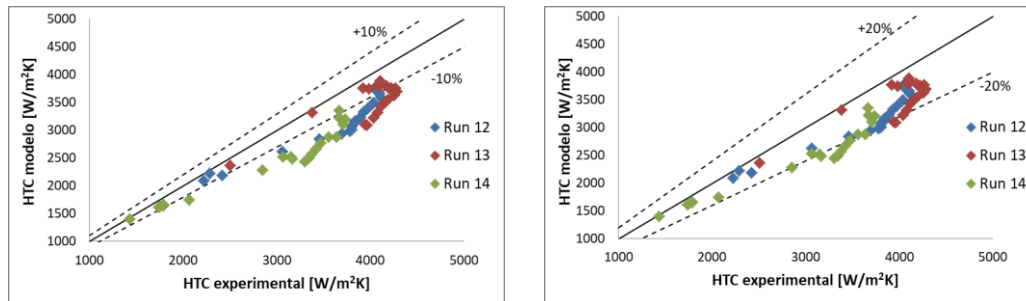 5000
4500
4000
3500
3000
2500
2000
1500
1000
HTC modelo [W/m²K]
+10%
-10%
Run 12
Run 13
Run 14
1000 2000 3000 4000 5000
HTC experimental [W/m²K]
5000
4500
4000
3500
3000
2500
2000
1500
1000
HTC modelo [W/m²K]
+20%
-20%
Run 12
Run 13
Run 14
1000 2000 3000 4000 5000
HTC experimental [W/m²K]